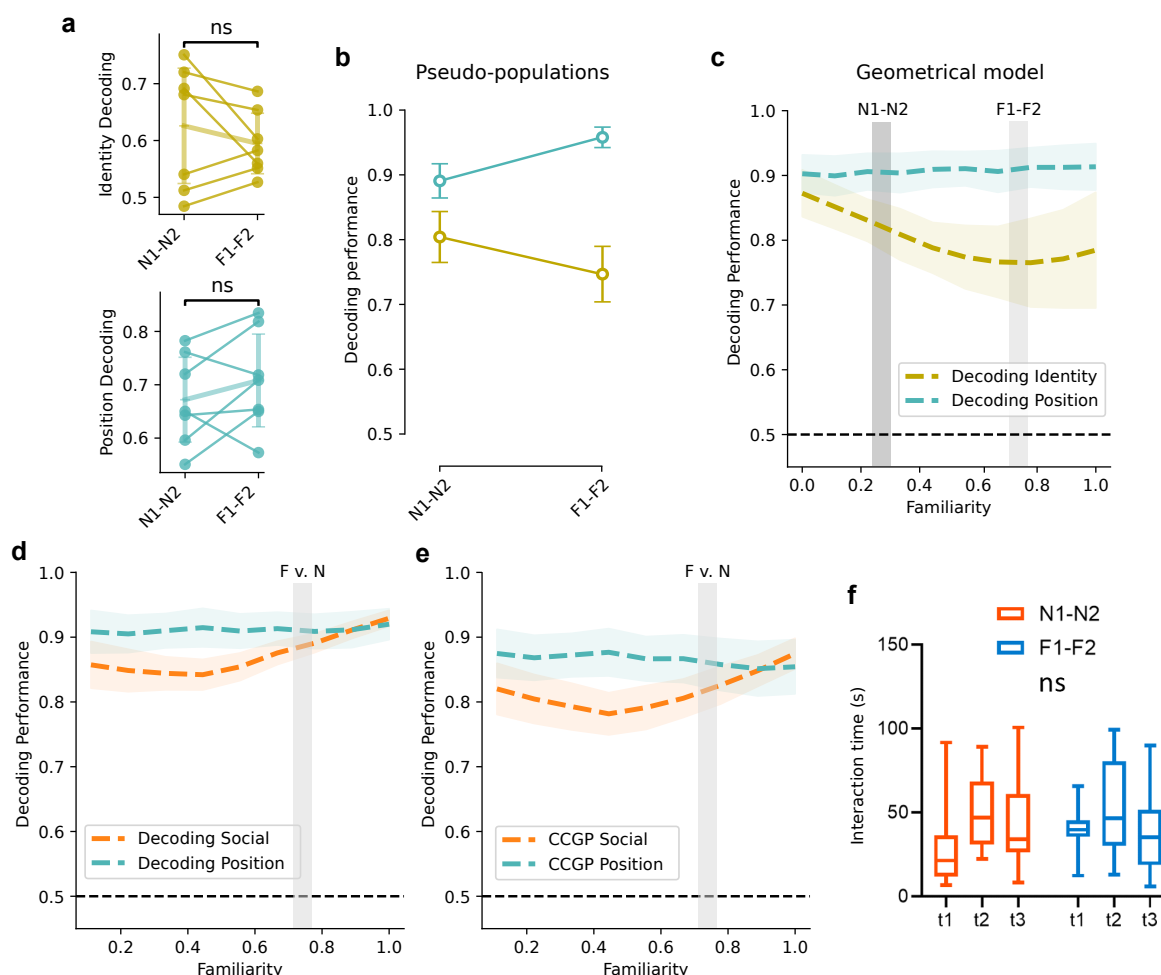 a
ns
Identity Decoding
0.7
0.6
0.5
N1-N2
F1-F2
ns
Position Decoding
0.8
0.7
0.6
N1-N2
F1-F2
b
Pseudo-populations
Decoding performance
1.0
0.9
0.8
0.7
0.6
0.5
N1-N2
F1-F2
c
Geometrical model
N1-N2
F1-F2
Decoding Performance
1.0
0.9
0.8
0.7
0.6
0.5
Decoding Identity
Decoding Position
0.0
0.2
0.4
0.6
0.8
1.0
Familiarity
d
F v. N
Decoding Performance
1.0
0.9
0.8
0.7
0.6
0.5
Decoding Social
Decoding Position
0.2
0.4
0.6
0.8
1.0
Familiarity
e
F v. N
Decoding Performance
1.0
0.9
0.8
0.7
0.6
0.5
CCGP Social
CCGP Position
0.2
0.4
0.6
0.8
1.0
Familiarity
f
N1-N2
F1-F2
ns
Interaction time (s)
150
100
50
0
t1
t2
t3
t1
t2
t3